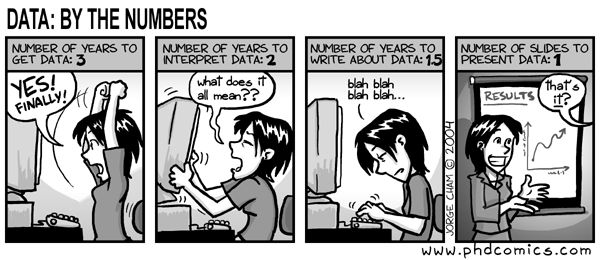 DATA: BY THE NUMBERS
NUMBER OF YEARS TO
GET DATA: 3
YES!
FINALLY!
NUMBER OF YEARS TO
INTERPRET DATA: 2
what does it
all mean??
NUMBER OF YEARS TO
WRITE ABOUT DATA: 1.5
blah blah
blah blah...
JORGE CHAM © 2004
NUMBER OF SLIDES TO
PRESENT DATA: 1
RESULTS
that's
it?
www.phdcomics.com